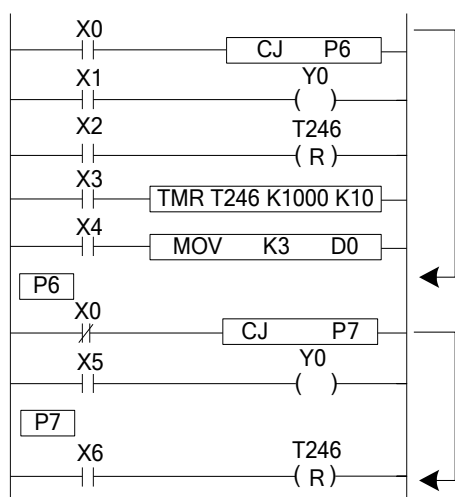 X0
CJ P6
X1 Y0
( )
X2 T246
( R )
X3
TMR T246 K1000 K10
X4
MOV K3 D0
P6
X0
CJ P7
X5 Y0
( )
P7
X6 T246
( R )